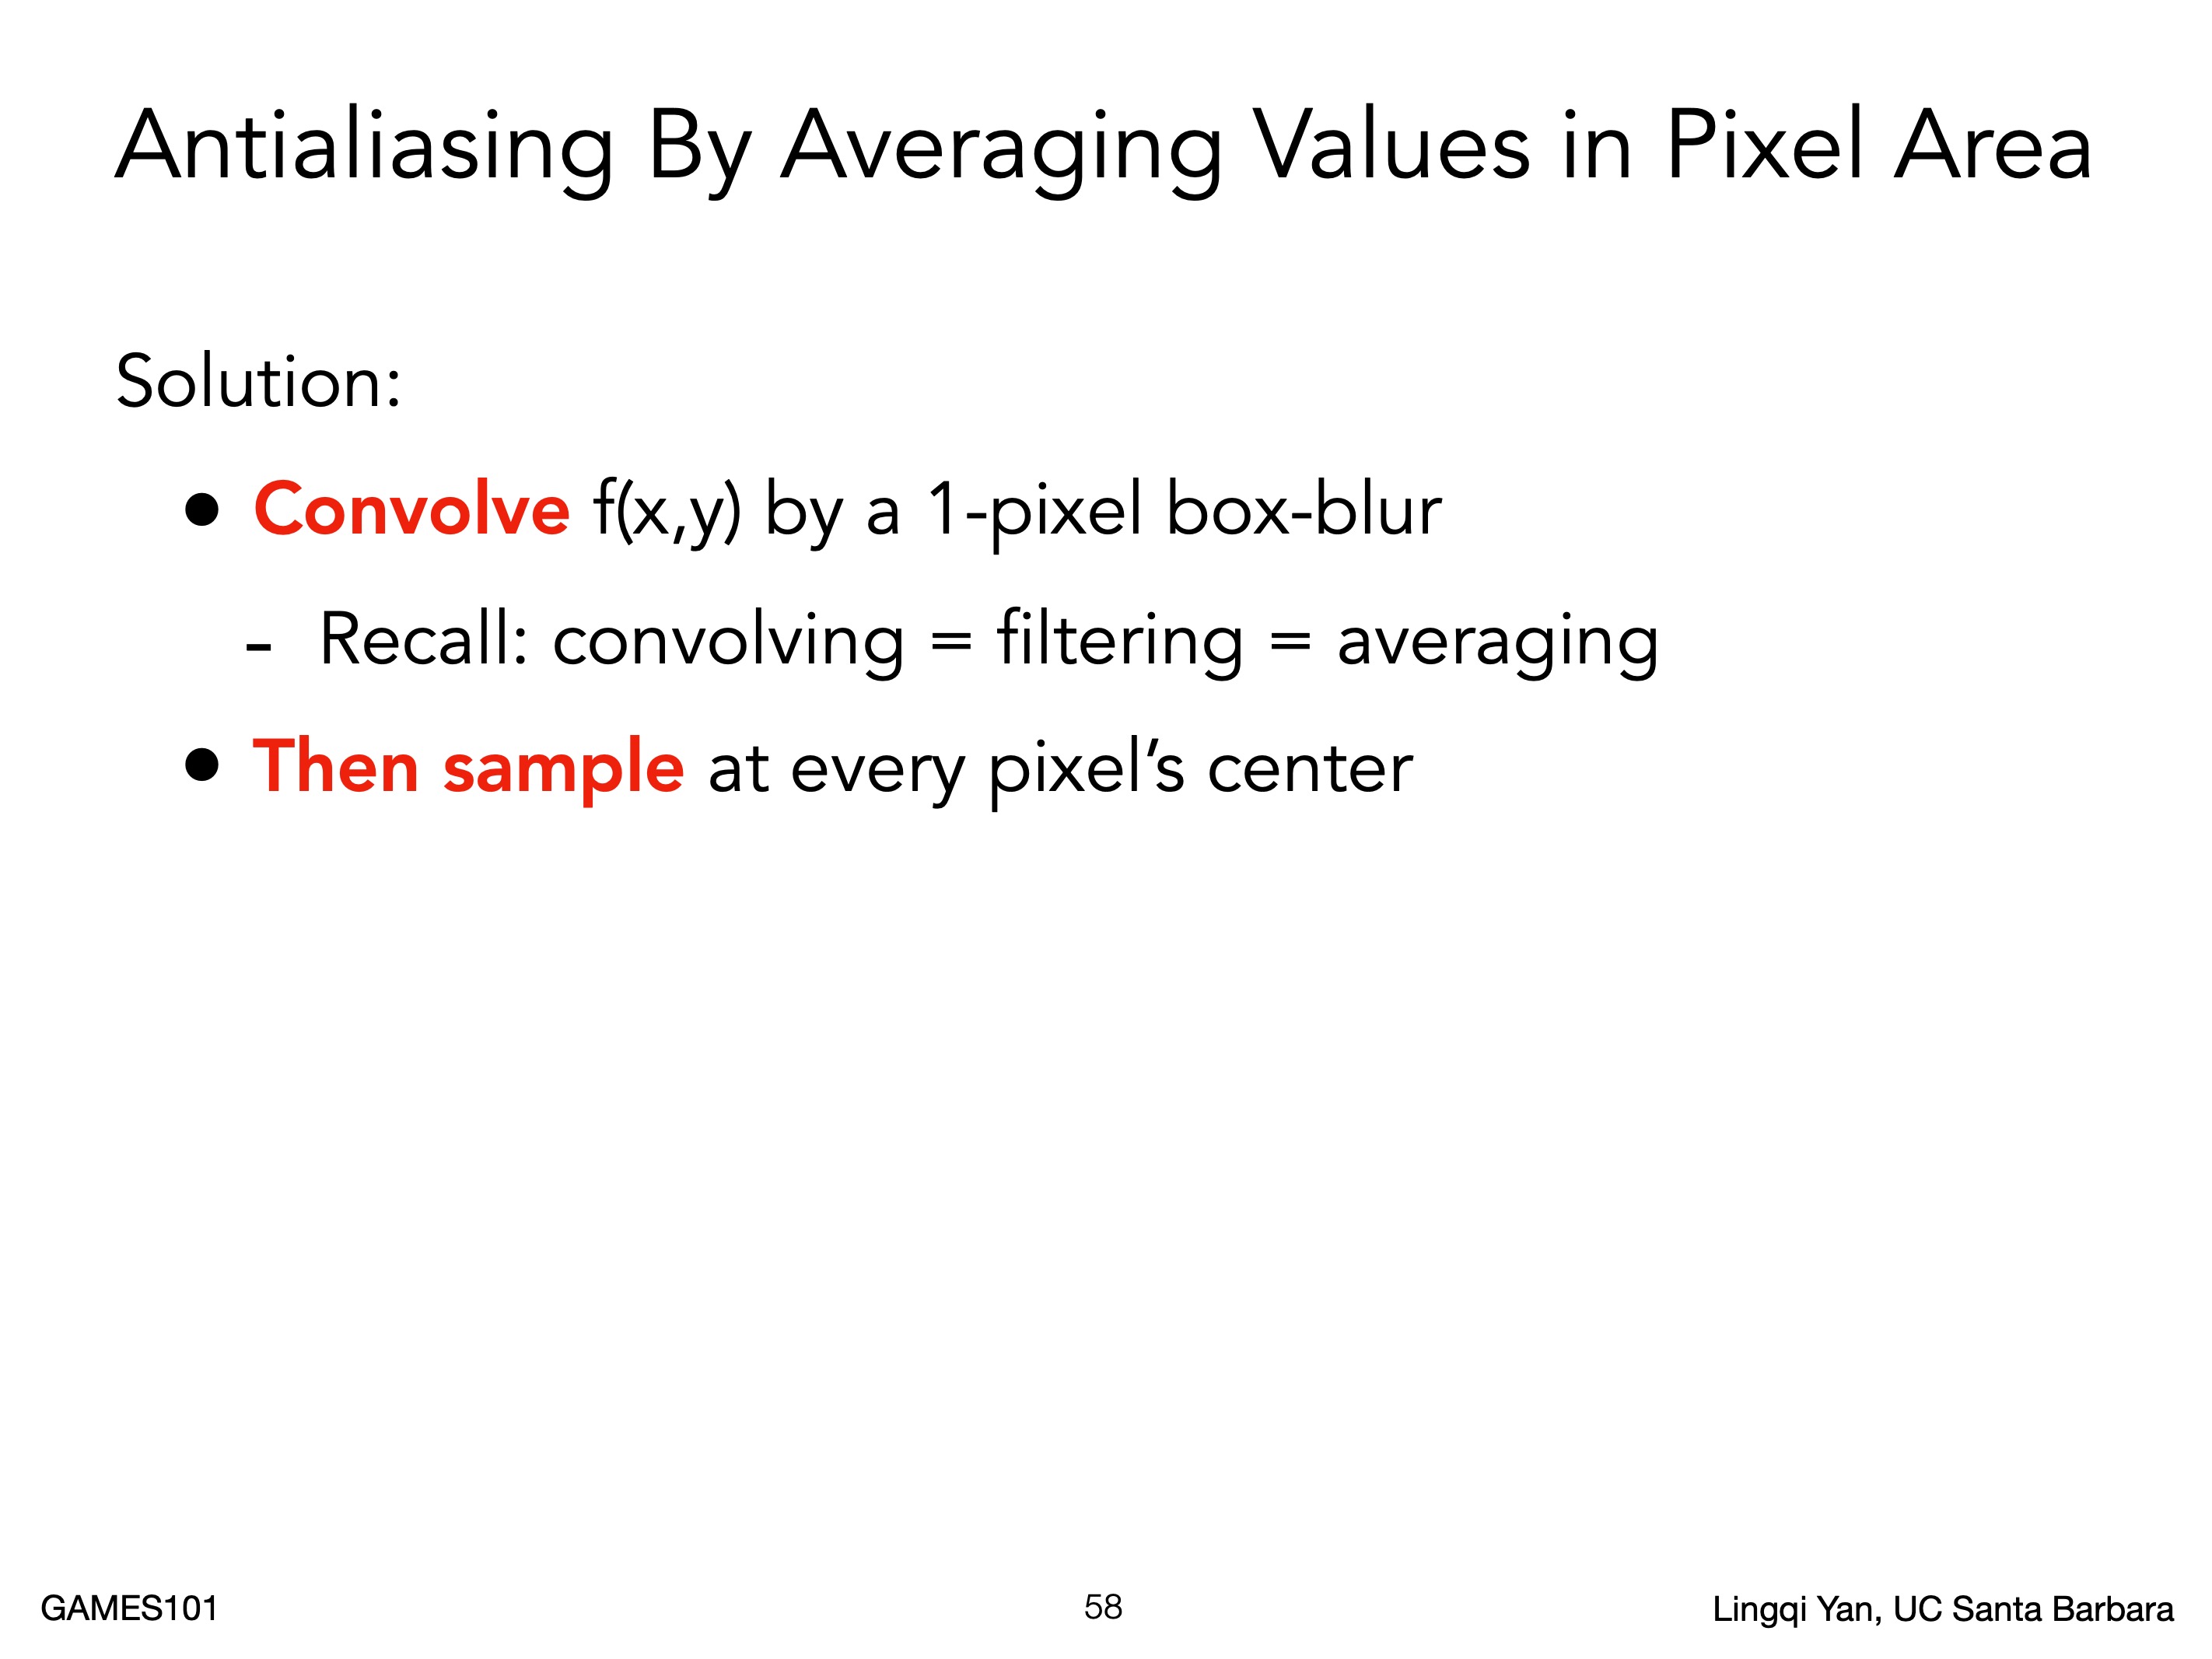 Antialiasing By Averaging Values in Pixel Area
Solution:
• Convolve f(x,y) by a 1-pixel box-blur
- Recall: convolving = filtering = averaging
• Then sample at every pixel’s center
GAMES101
58
Lingqi Yan, UC Santa Barbara